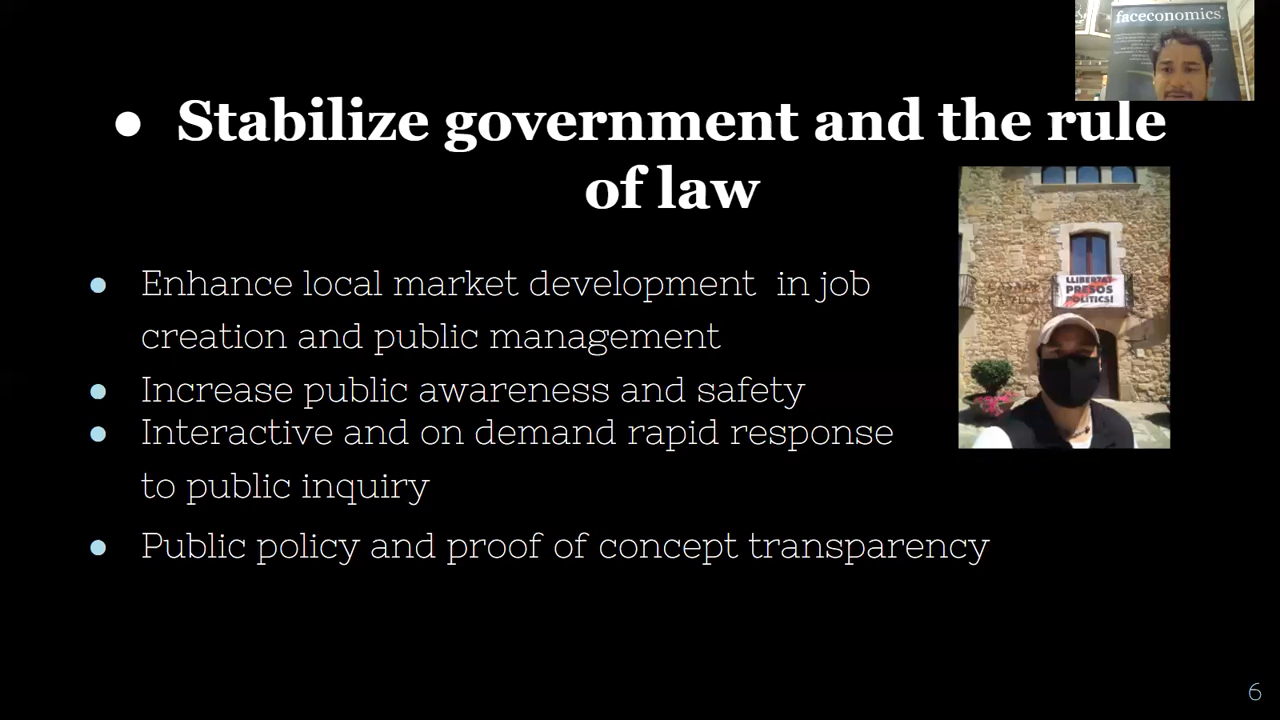 faceconomics
● Stabilize government and the rule
of law
● Enhance local market development in job
creation and public management
LLIBERTAT
PRESOS
POLÍTICS!
● Increase public awareness and safety
● Interactive and on demand rapid response
to public inquiry
● Public policy and proof of concept transparency
6